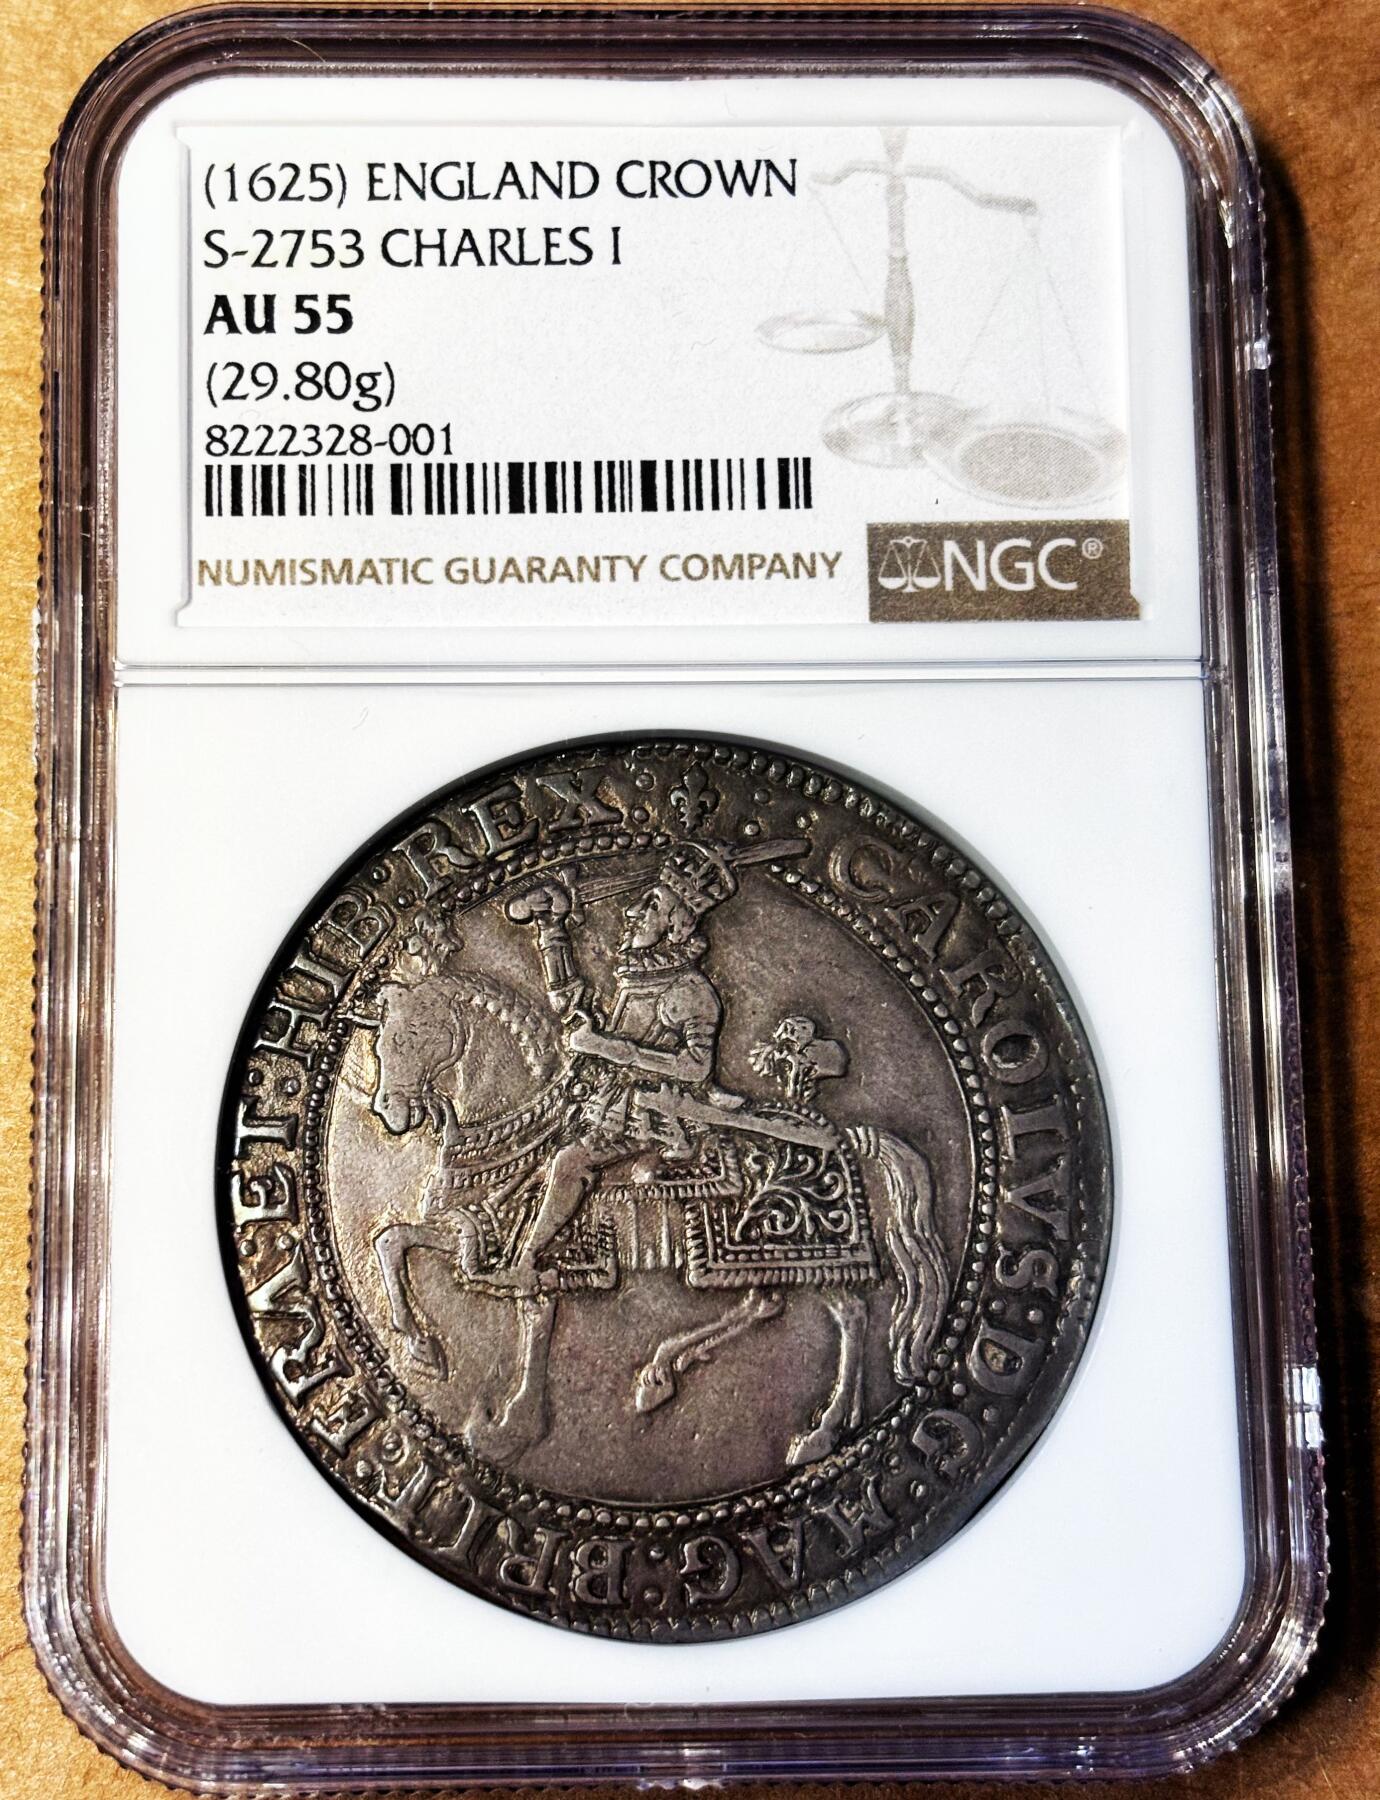 (1625) ENGLAND CROWN
S-2753 CHARLES I
AU 55
(29.80g)
8222328-001
NUMISMATIC GUARANTY COMPANY
NGC®
·CAROLVS:D:G:MAG:BRIT:FRA:ET:HIB:REX: